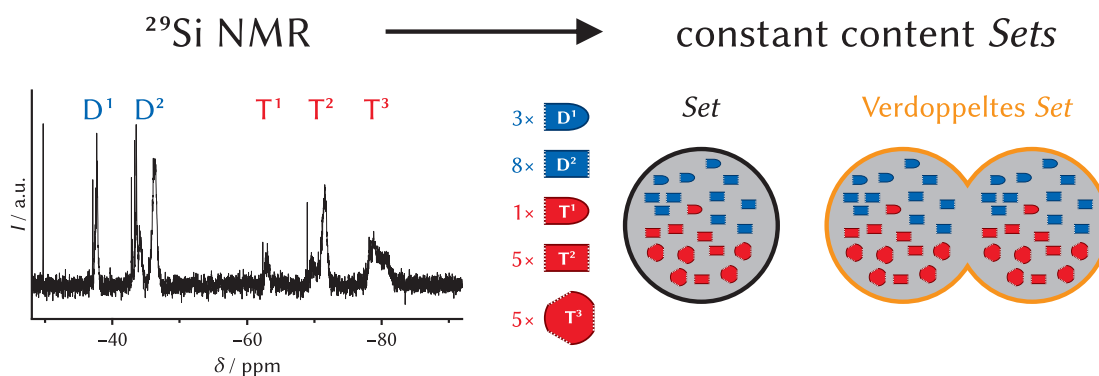 ²⁹Si NMR
constant content Sets
D¹ D² T¹ T² T³
I / a.u.
−40 −60 −80
δ / ppm
3× D¹
8× D²
1× T¹
5× T²
5× T³
Set
Verdoppeltes Set